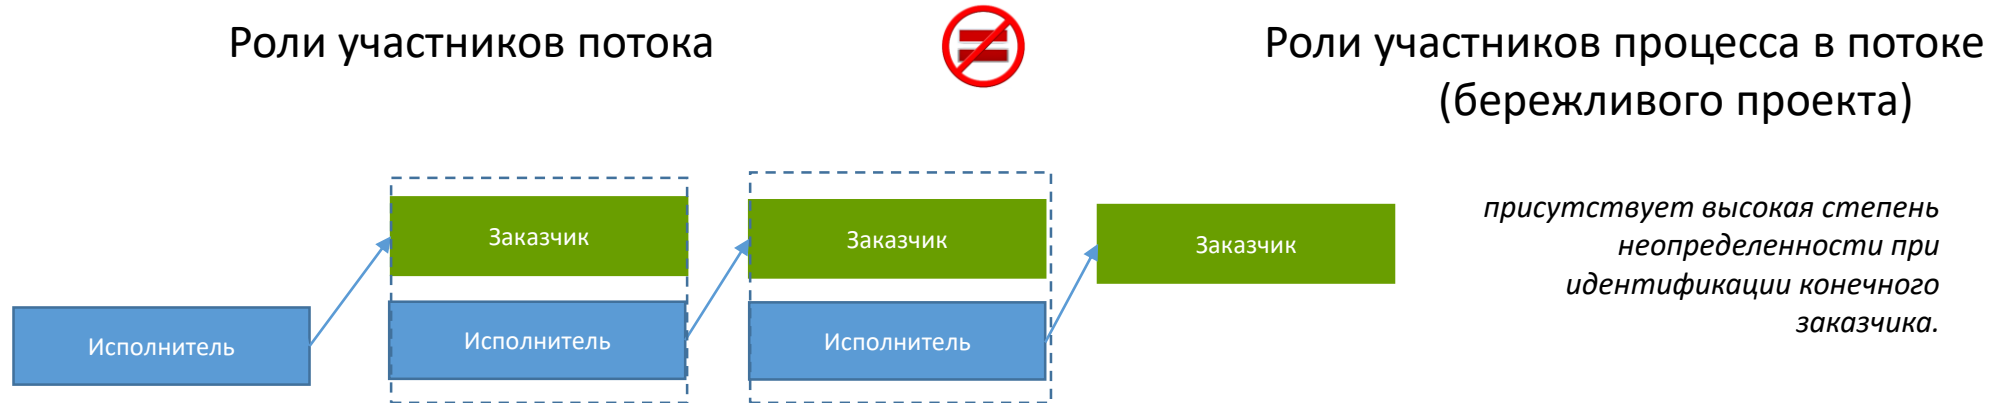 Роли участников потока
Роли участников процесса в потоке
(бережливого проекта)
Заказчик
Заказчик
Заказчик
Исполнитель
Исполнитель
Исполнитель
присутствует высокая степень
неопределенности при
идентификации конечного
заказчика.